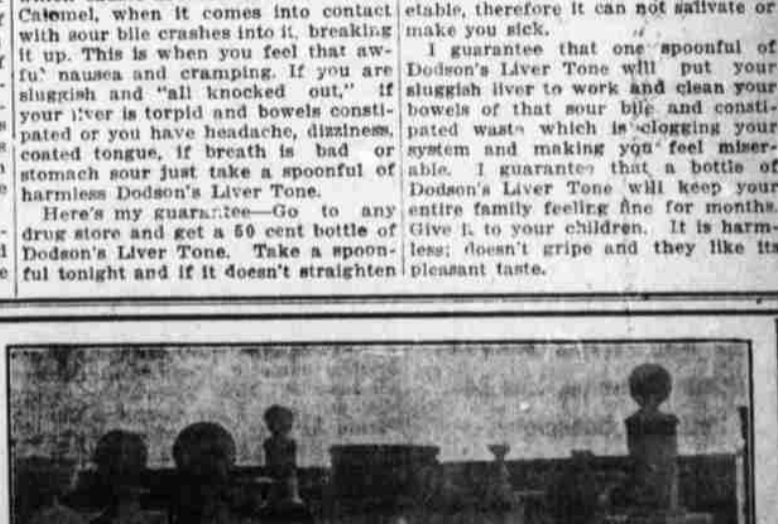 Calomel, when it comes into contact
with sour bile crashes into it, breaking
it up. This is when you feel that aw-
ful nausea and cramping. If you are
sluggish and "all knocked out," if
your liver is torpid and bowels consti-
pated or you have headache, dizziness,
coated tongue, if breath is bad or
stomach sour just take a spoonful of
harmless Dodson's Liver Tone.
Here's my guarantee—Go to any
drug store and get a 50 cent bottle of
Dodson's Liver Tone. Take a spoon-
ful tonight and if it doesn't straighten
etable, therefore it can not salivate or
make you sick.
I guarantee that one spoonful of
Dodson's Liver Tone will put your
sluggish liver to work and clean your
bowels of that sour bile and consti-
pated waste which is clogging your
system and making you feel miser-
able. I guarantee that a bottle of
Dodson's Liver Tone will keep your
entire family feeling fine for months.
Give it to your children. It is harm-
less; doesn't gripe and they like its
pleasant taste.